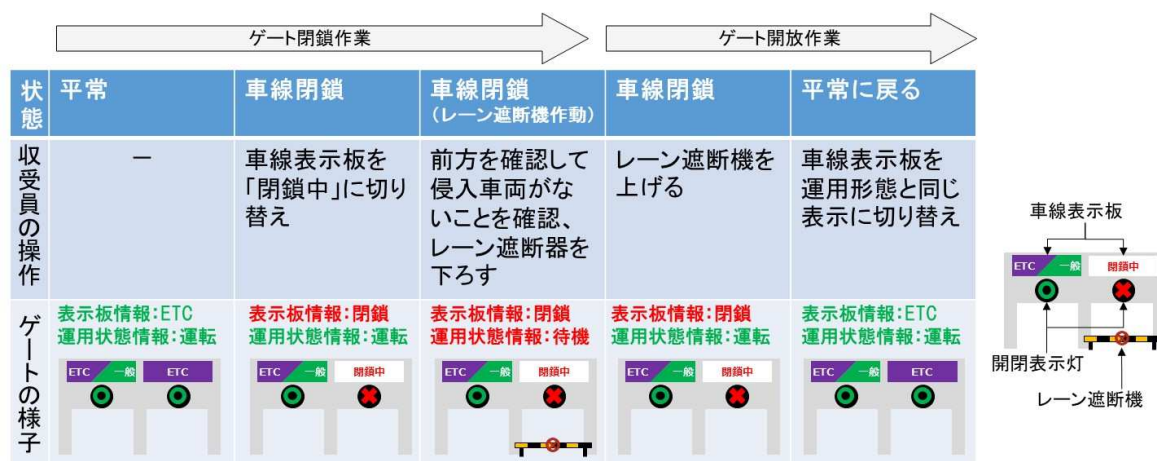 ゲート閉鎖作業
ゲート開放作業
状態
平常
車線閉鎖
車線閉鎖
(レーン遮断機作動)
車線閉鎖
平常に戻る
収受員の操作
－
車線表示板を
「閉鎖中」に切り
替え
前方を確認して
侵入車両がな
いことを確認、
レーン遮断器を
下ろす
レーン遮断機を
上げる
車線表示板を
運用形態と同じ
表示に切り替え
ゲートの様子
表示板情報:ETC
運用状態情報:運転
ETC 一般 ETC
表示板情報:閉鎖
運用状態情報:運転
ETC 一般 閉鎖中
表示板情報:閉鎖
運用状態情報:待機
ETC 一般 閉鎖中
表示板情報:閉鎖
運用状態情報:運転
ETC 一般 閉鎖中
表示板情報:ETC
運用状態情報:運転
ETC 一般 ETC
車線表示板
ETC 一般 閉鎖中
開閉表示灯
レーン遮断機